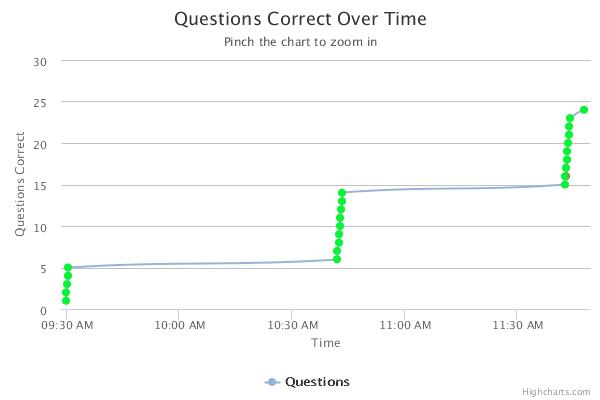 Questions Correct Over Time
Pinch the chart to zoom in
30
25
20
15
10
5
0
Questions Correct
09:30 AM 10:00 AM 10:30 AM 11:00 AM 11:30 AM
Time
Questions
Highcharts.com